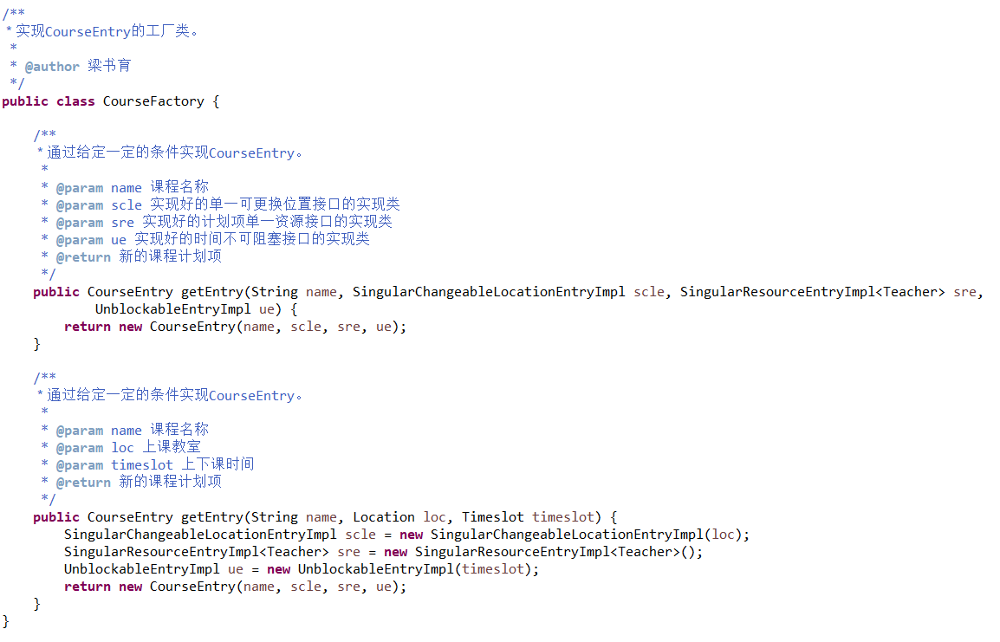 /**
 * 实现CourseEntry的工厂类。
 *
 * @author 梁书育
 */
public class CourseFactory {

    /**
     * 通过给定一定的条件实现CourseEntry。
     *
     * @param name 课程名称
     * @param scle 实现好的单一可更换位置接口的实现类
     * @param sre 实现好的计划项单一资源接口的实现类
     * @param ue 实现好的时间不可阻塞接口的实现类
     * @return 新的课程计划项
     */
    public CourseEntry getEntry(String name, SingularChangeableLocationEntryImpl scle, SingularResourceEntryImpl<Teacher> sre,
            UnblockableEntryImpl ue) {
        return new CourseEntry(name, scle, sre, ue);
    }

    /**
     * 通过给定一定的条件实现CourseEntry。
     *
     * @param name 课程名称
     * @param loc 上课教室
     * @param timeslot 上下课时间
     * @return 新的课程计划项
     */
    public CourseEntry getEntry(String name, Location loc, Timeslot timeslot) {
        SingularChangeableLocationEntryImpl scle = new SingularChangeableLocationEntryImpl(loc);
        SingularResourceEntryImpl<Teacher> sre = new SingularResourceEntryImpl<Teacher>();
        UnblockableEntryImpl ue = new UnblockableEntryImpl(timeslot);
        return new CourseEntry(name, scle, sre, ue);
    }
}